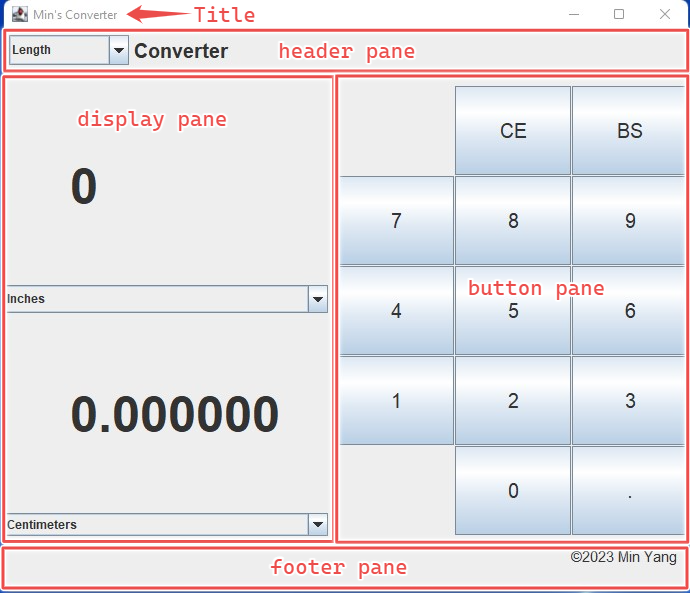 Min's Converter Title
Length Converter header pane
display pane
0
Inches
0.000000
Centimeters
CE BS
7 8 9
4 5 6
button pane
1 2 3
0 .
©2023 Min Yang
footer pane